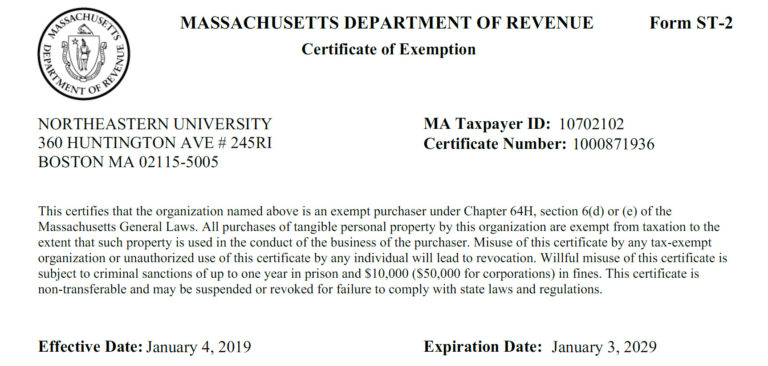 MASSACHUSETTS DEPARTMENT OF REVENUE Form ST-2
Certificate of Exemption
MASSACHUSETTS
DEPARTMENT OF REVENUE
NORTHEASTERN UNIVERSITY
360 HUNTINGTON AVE # 245RI
BOSTON MA 02115-5005
MA Taxpayer ID: 10702102
Certificate Number: 1000871936
This certifies that the organization named above is an exempt purchaser under Chapter 64H, section 6(d) or (e) of the
Massachusetts General Laws. All purchases of tangible personal property by this organization are exempt from taxation to the
extent that such property is used in the conduct of the business of the purchaser. Misuse of this certificate by any tax-exempt
organization or unauthorized use of this certificate by any individual will lead to revocation. Willful misuse of this certificate is
subject to criminal sanctions of up to one year in prison and $10,000 ($50,000 for corporations) in fines. This certificate is
non-transferable and may be suspended or revoked for failure to comply with state laws and regulations.
Effective Date: January 4, 2019 Expiration Date: January 3, 2029